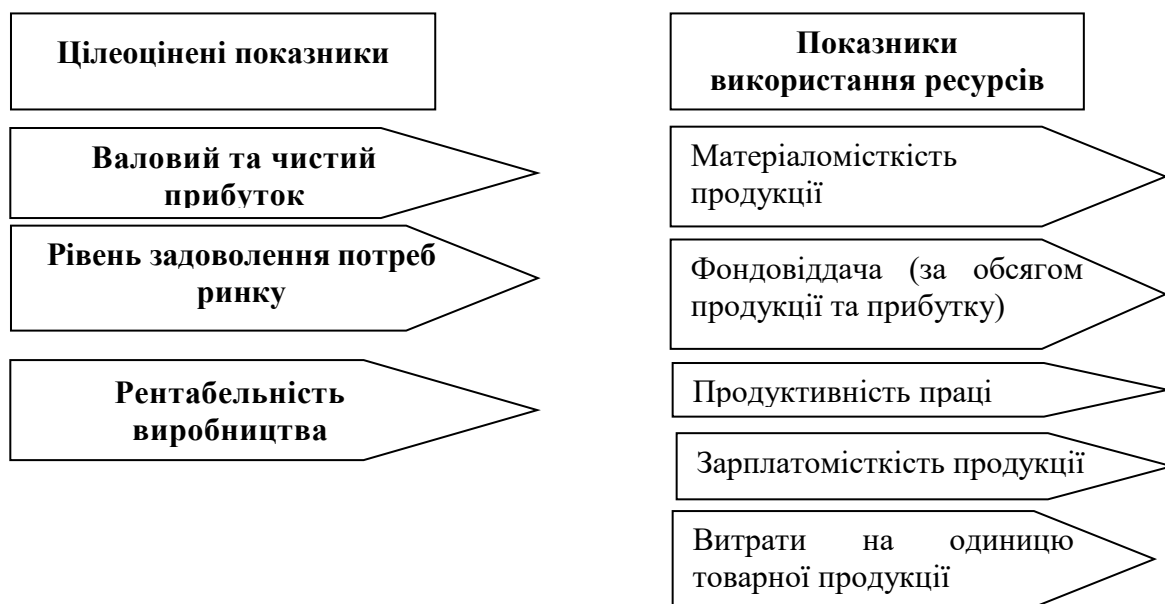 Цілеоцінені показники
Валовий та чистий
прибуток
Рівень задоволення потреб
ринку
Рентабельність
виробництва
Показники
використання ресурсів
Матеріаломісткість
продукції
Фондовіддача (за обсягом
продукції та прибутку)
Продуктивність праці
Зарплатомісткість продукції
Витрати на одиницю
товарної продукції